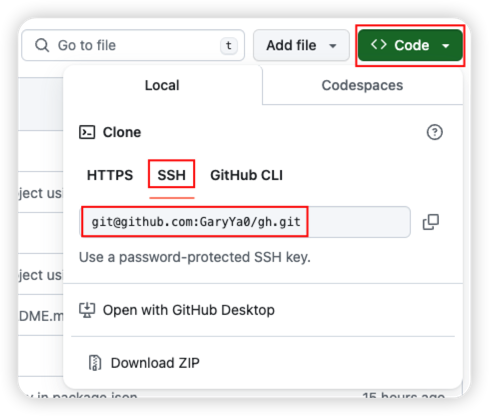 Go to file t Add file Code
Local Codespaces
Clone
HTTPS SSH GitHub CLI
git@github.com:GaryYa0/gh.git
ject usi
Use a password-protected SSH key.
ject us
Open with GitHub Desktop
DME.m
Download ZIP
y in package.json 15 hours ago